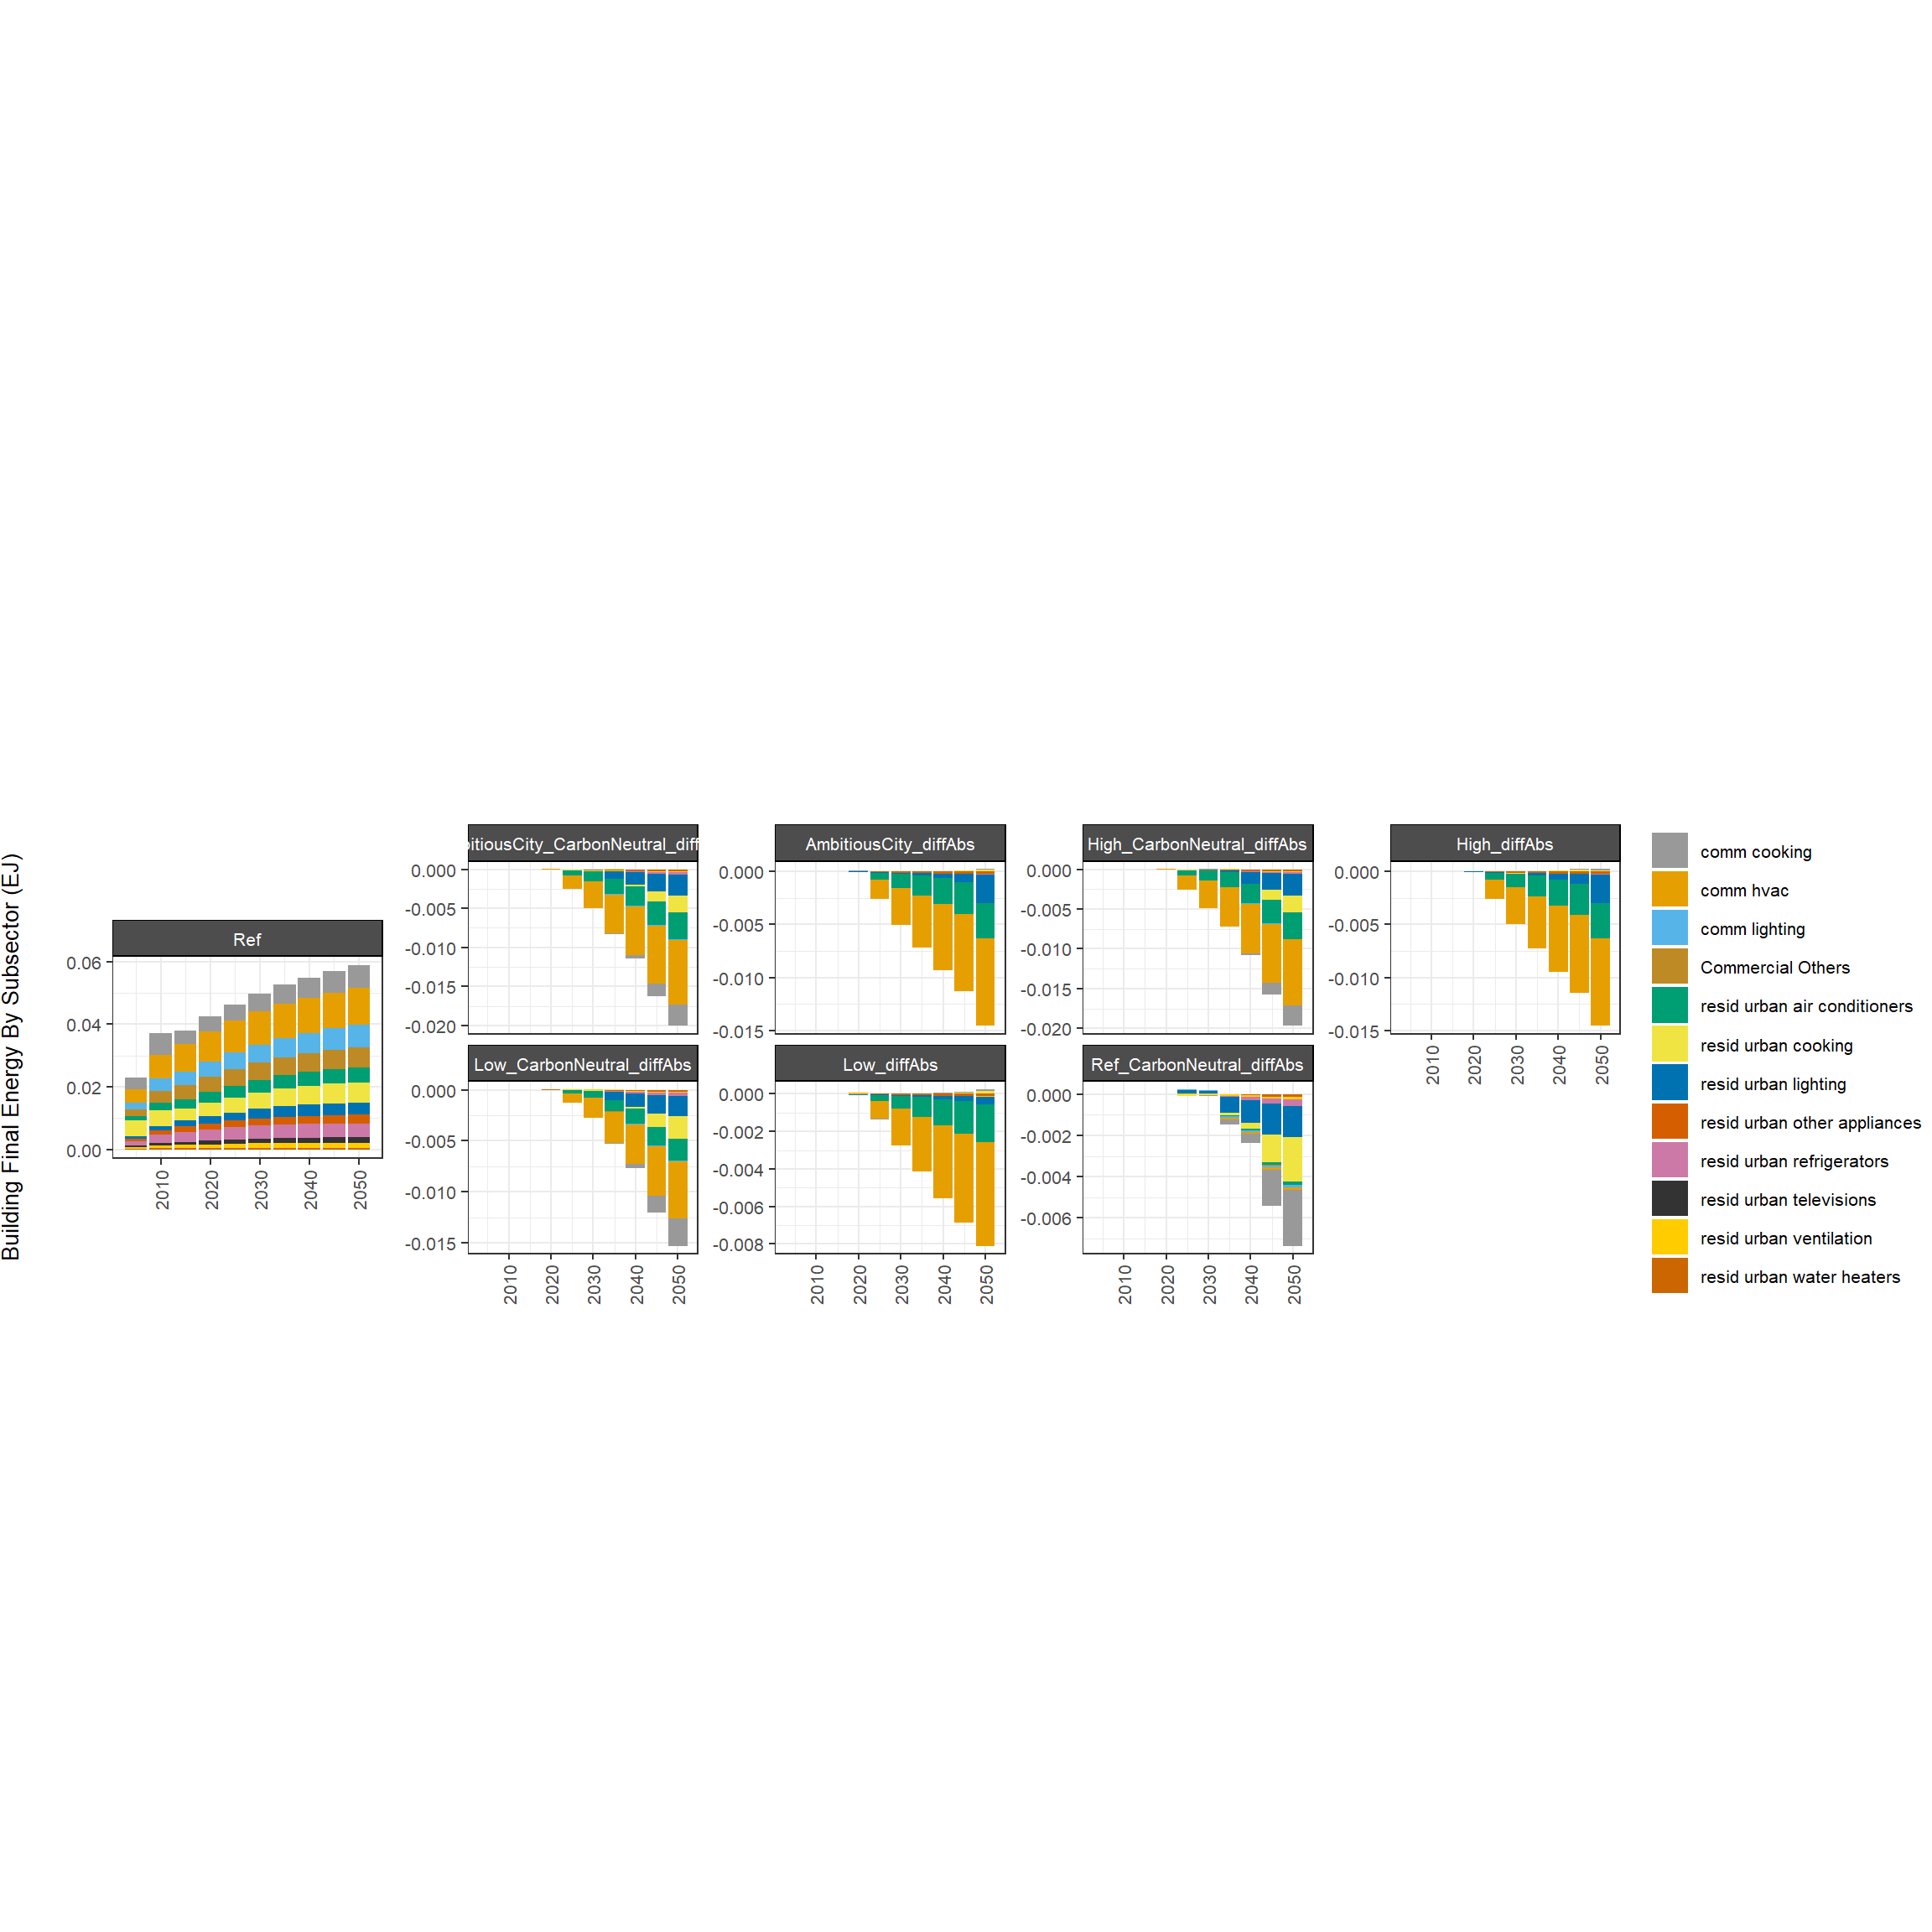 Building Final Energy By Subsector (EJ)
Ref
0.06
0.04
0.02
0.00
2010 2020 2030 2040 2050
itiousCity_CarbonNeutral_diff
0.000
-0.005
-0.010
-0.015
-0.020
AmbitiousCity_diffAbs
0.000
-0.005
-0.010
-0.015
High_CarbonNeutral_diffAbs
0.000
-0.005
-0.010
-0.015
-0.020
High_diffAbs
0.000
-0.005
-0.010
-0.015
2010 2020 2030 2040 2050
Low_CarbonNeutral_diffAbs
0.000
-0.005
-0.010
-0.015
2010 2020 2030 2040 2050
Low_diffAbs
0.000
-0.002
-0.004
-0.006
-0.008
2010 2020 2030 2040 2050
Ref_CarbonNeutral_diffAbs
0.000
-0.002
-0.004
-0.006
2010 2020 2030 2040 2050
comm cooking
comm hvac
comm lighting
Commercial Others
resid urban air conditioners
resid urban cooking
resid urban lighting
resid urban other appliances
resid urban refrigerators
resid urban televisions
resid urban ventilation
resid urban water heaters